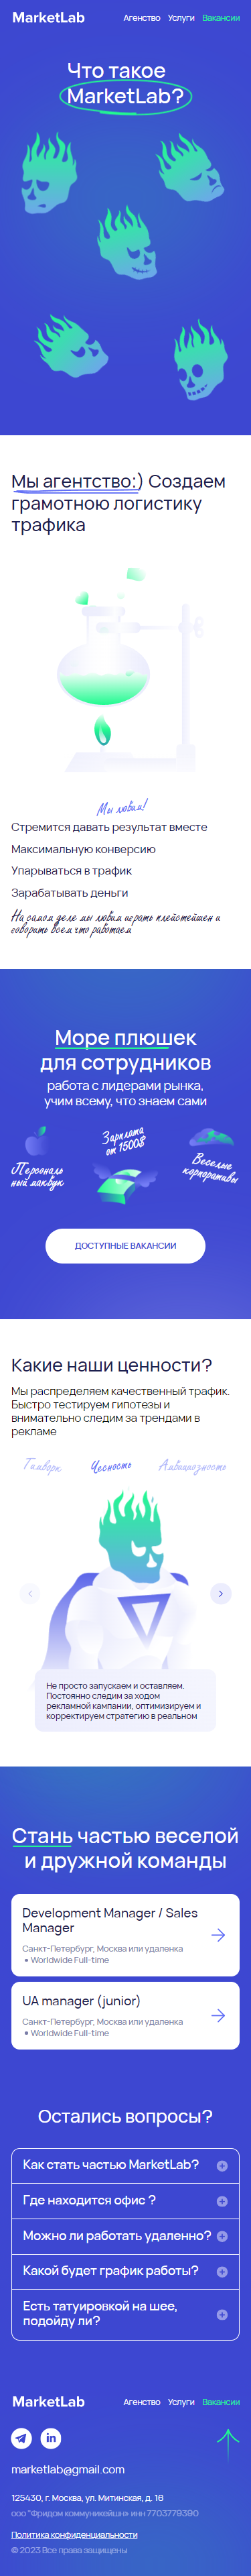 MarketLab
Агенство Услуги Вакансии
Что такое
MarketLab?
Мы агентство:) Создаем
грамотною логистику
трафика
Мы любим!
Стремится давать результат вместе
Максимальную конверсию
Упарываться в трафик
Зарабатывать деньги
На самом деле мы любим играть плейстейшен и
говорить всем что работаем
Море плюшек
для сотрудников
работа с лидерами рынка,
учим всему, что знаем сами
Зарплата
от 1500$
Персональ
ный макбук
Веселые
корпоративы
ДОСТУПНЫЕ ВАКАНСИИ
Какие наши ценности?
Мы распределяем качественный трафик.
Быстро тестируем гипотезы и
внимательно следим за трендами в
рекламе
Тимворк Чесность Амбициозность
Не просто запускаем и оставляем.
Постоянно следим за ходом
рекламной кампании, оптимизируем и
корректируем стратегию в реальном
Стань частью веселой
и дружной команды
Development Manager / Sales
Manager
Санкт-Петербург, Москва или удаленка
• Worldwide Full-time
UA manager (junior)
Санкт-Петербург, Москва или удаленка
• Worldwide Full-time
Остались вопросы?
Как стать частью MarketLab?
Где находится офис ?
Можно ли работать удаленно?
Какой будет график работы?
Есть татуировкой на шее,
подойду ли?
MarketLab
Агенство Услуги Вакансии
in
marketlab@gmail.com
125430, г. Москва, ул. Митинская, д. 16
ооо "Фридом коммуникейшн» инн 7703779390
Политика конфиденциальности
© 2023 Все права защищены